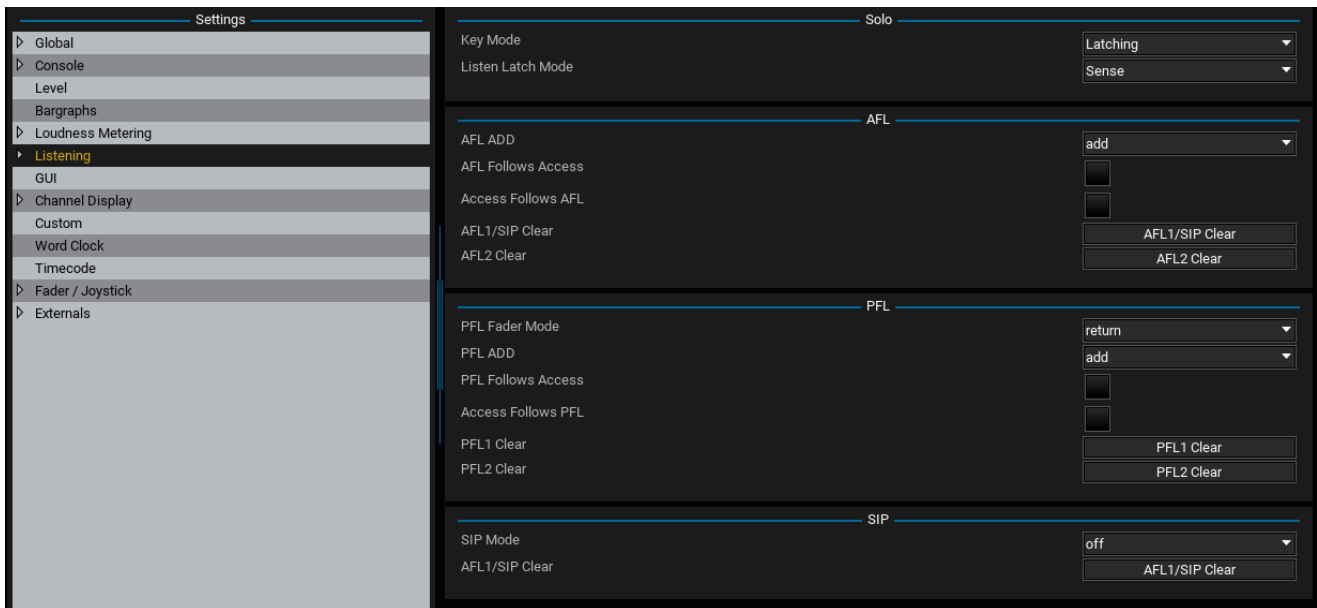 Settings
Global
Console
Level
Bargraphs
Loudness Metering
Listening
GUI
Channel Display
Custom
Word Clock
Timecode
Fader / Joystick
Externals
Solo
Key Mode Latching
Listen Latch Mode Sense
AFL
AFL ADD add
AFL Follows Access
Access Follows AFL
AFL1/SIP Clear AFL1/SIP Clear
AFL2 Clear AFL2 Clear
PFL
PFL Fader Mode return
PFL ADD add
PFL Follows Access
Access Follows PFL
PFL1 Clear PFL1 Clear
PFL2 Clear PFL2 Clear
SIP
SIP Mode off
AFL1/SIP Clear AFL1/SIP Clear